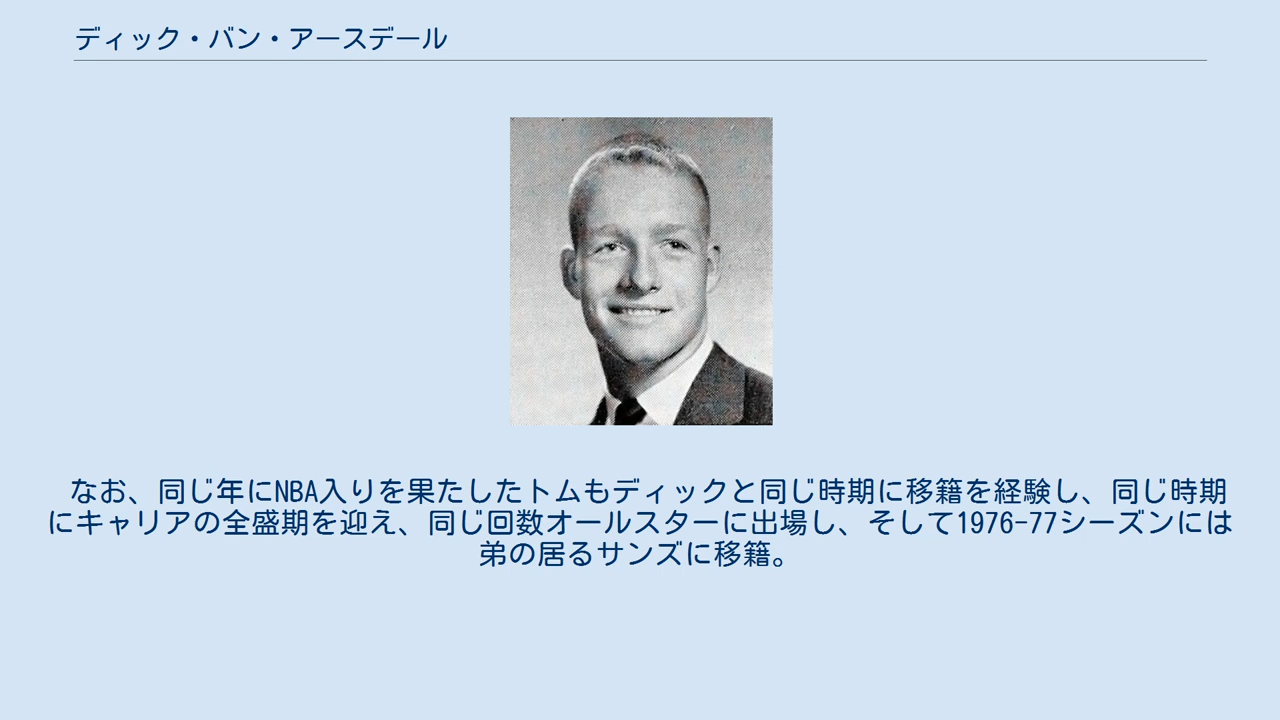 ディック・バン・アースデール
なお、同じ年にNBA入りを果たしたトムもディックと同じ時期に移籍を経験し、同じ時期
にキャリアの全盛期を迎え、同じ回数オールスターに出場し、そして1976-77シーズンには
弟の居るサンズに移籍。